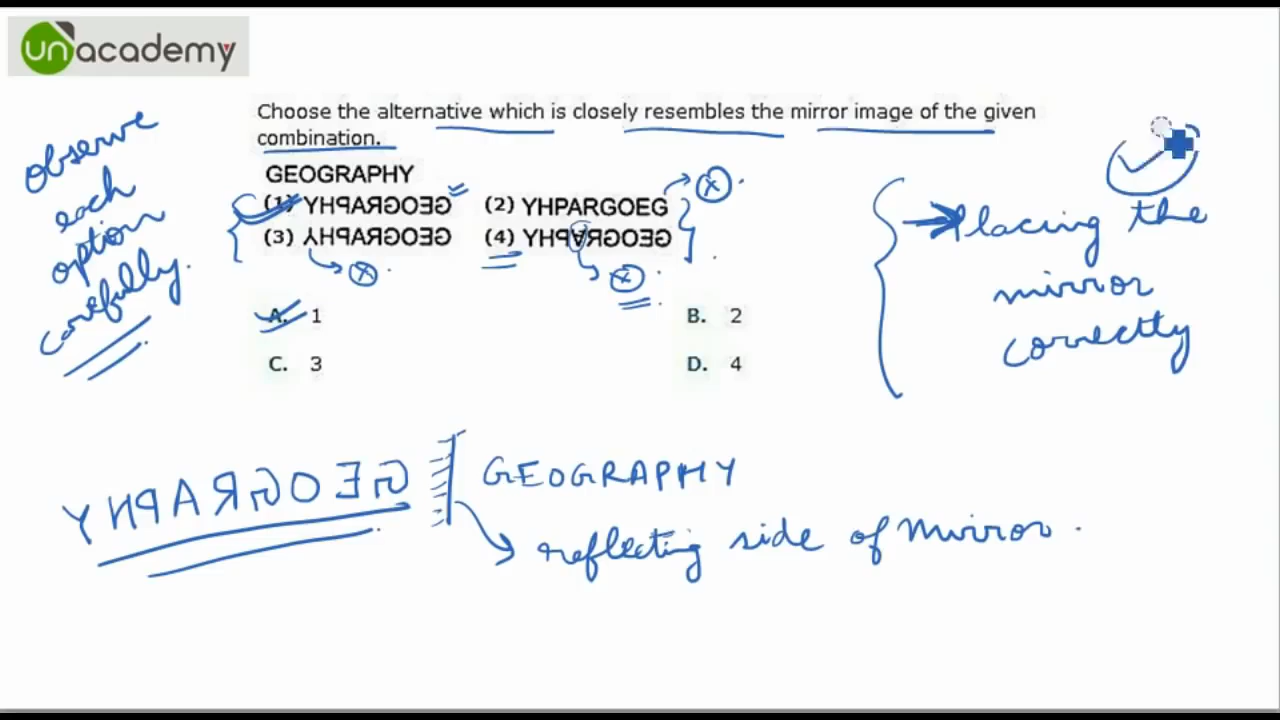 unacademy
Choose the alternative which is closely resembles the mirror image of the given
combination.
GEOGRAPHY
(1) YHPARGOEG
(2) YHPARGOEG
(3) YHPARGOEG
(4) YHPARGOEG
A. 1
B. 2
C. 3
D. 4
observe
each
option
carefully.
Placing the
mirror
correctly
YHPARGOEG
GEOGRAPHY
reflecting side of mirror.